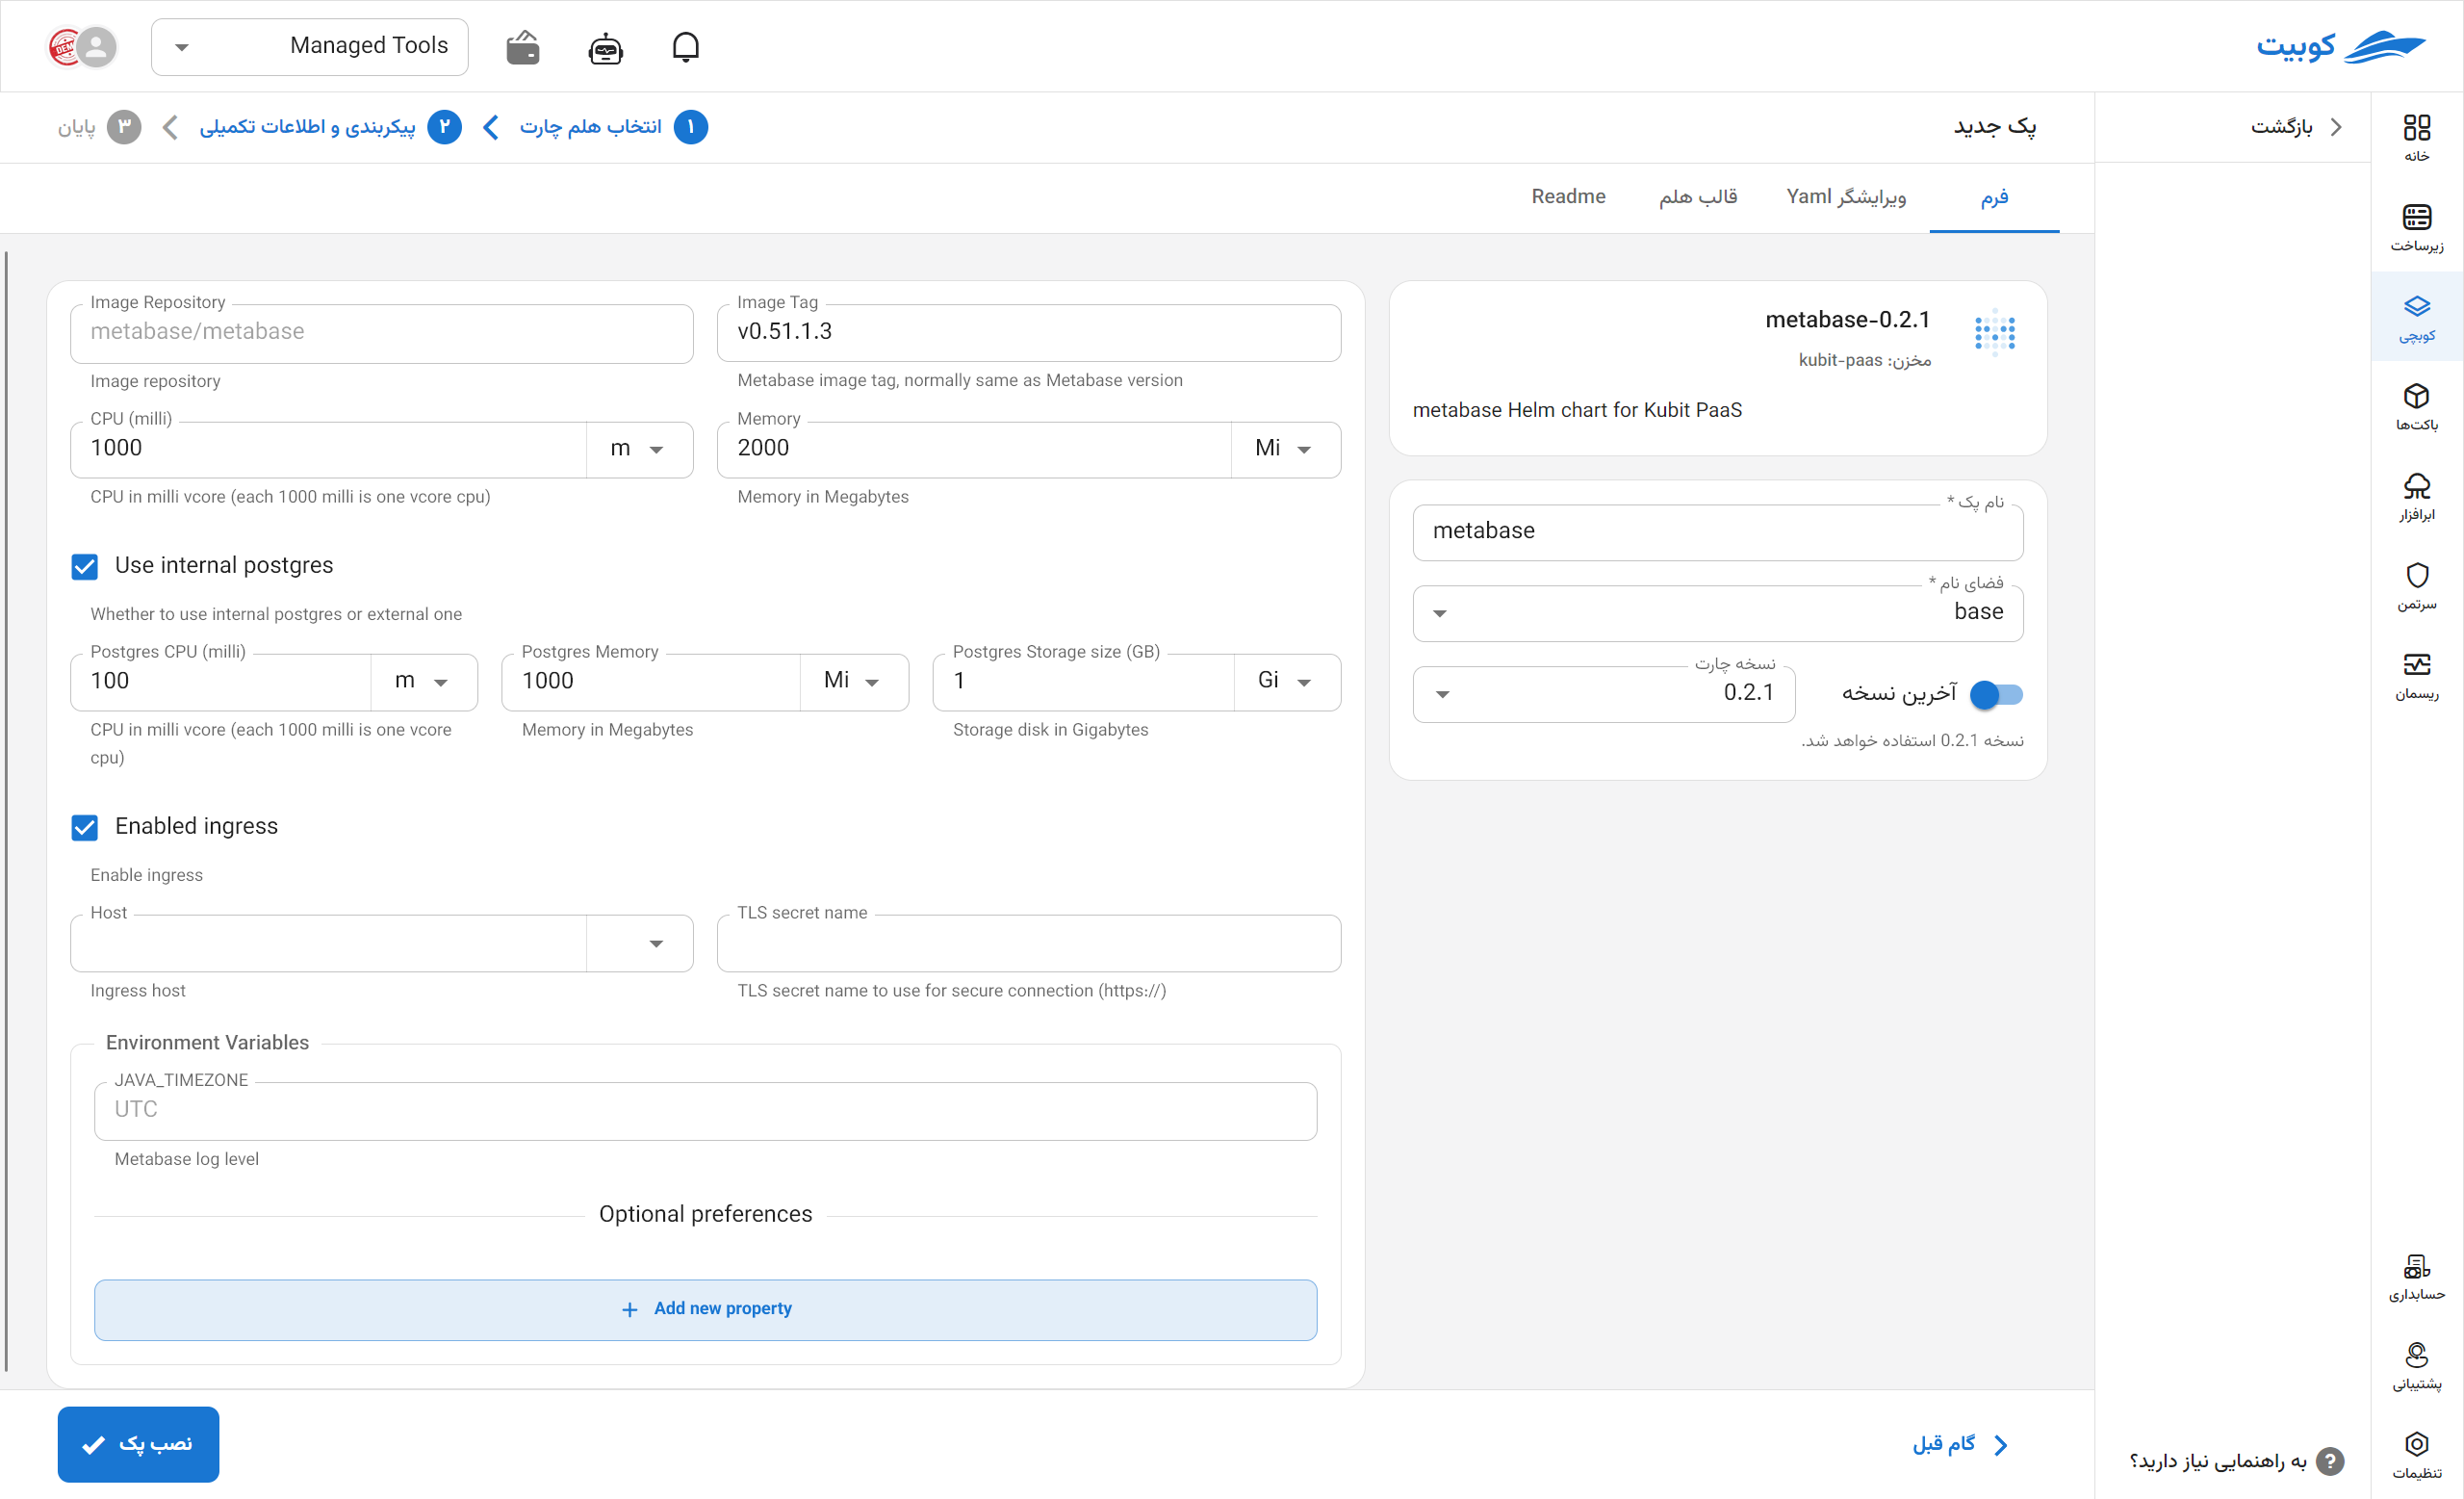 کوبیت
Managed Tools
DEM
خانه
زیرساخت
کوبچی
باکت‌ها
ابرافزار
سرتمن
ریسمان
حسابداری
پشتیبانی
تنظیمات
بازگشت
به راهنمایی نیاز دارید؟
پک جدید
۱ انتخاب هلم چارت
۲ پیکربندی و اطلاعات تکمیلی
۳ پایان
فرم
ویرایشگر Yaml
قالب هلم
Readme
metabase-0.2.1
مخزن: kubit-paas
metabase Helm chart for Kubit PaaS
نام پک *
metabase
فضای نام *
base
آخرین نسخه
نسخه چارت
0.2.1
نسخه 0.2.1 استفاده خواهد شد.
Image Repository
metabase/metabase
Image repository
Image Tag
v0.51.1.3
Metabase image tag, normally same as Metabase version
CPU (milli)
1000 m
CPU in milli vcore (each 1000 milli is one vcore cpu)
Memory
2000 Mi
Memory in Megabytes
Use internal postgres
Whether to use internal postgres or external one
Postgres CPU (milli)
100 m
CPU in milli vcore (each 1000 milli is one vcore
cpu)
Postgres Memory
1000 Mi
Memory in Megabytes
Postgres Storage size (GB)
1 Gi
Storage disk in Gigabytes
Enabled ingress
Enable ingress
Host
Ingress host
TLS secret name
TLS secret name to use for secure connection (https://)
Environment Variables
JAVA_TIMEZONE
UTC
Metabase log level
Optional preferences
+ Add new property
گام قبل
نصب پک